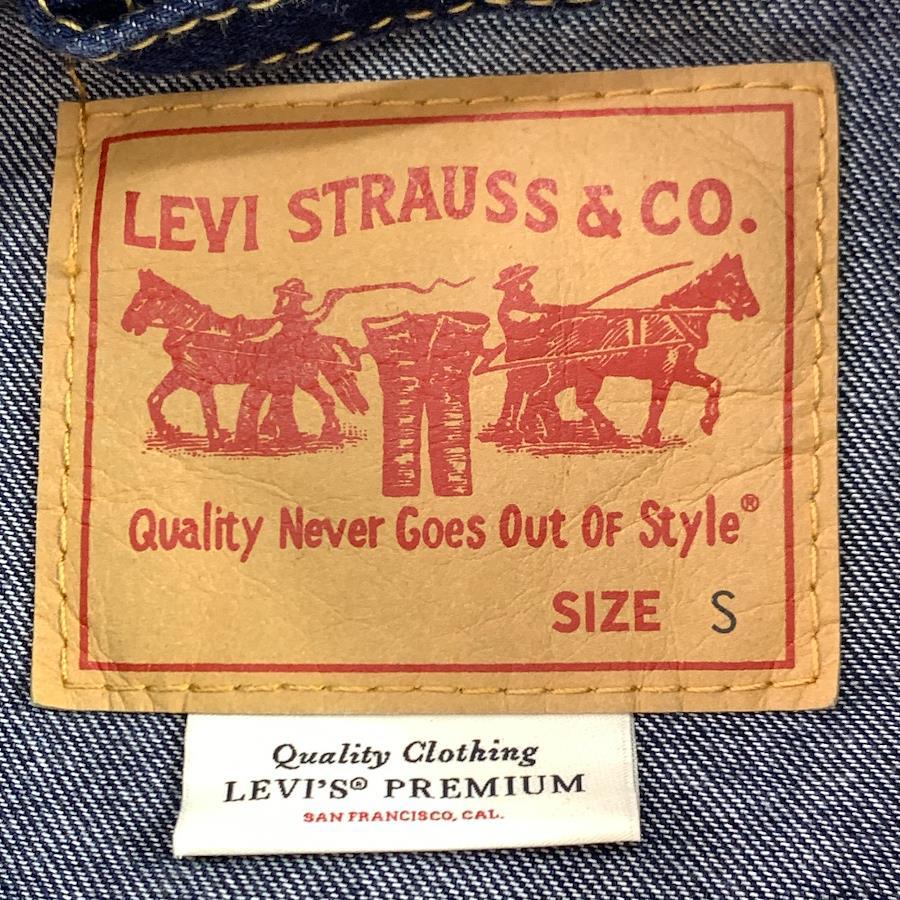 LEVI STRAUSS & CO.
Quality Never Goes Out Of Style®
SIZE S
Quality Clothing
LEVI'S® PREMIUM
SAN FRANCISCO, CAL.